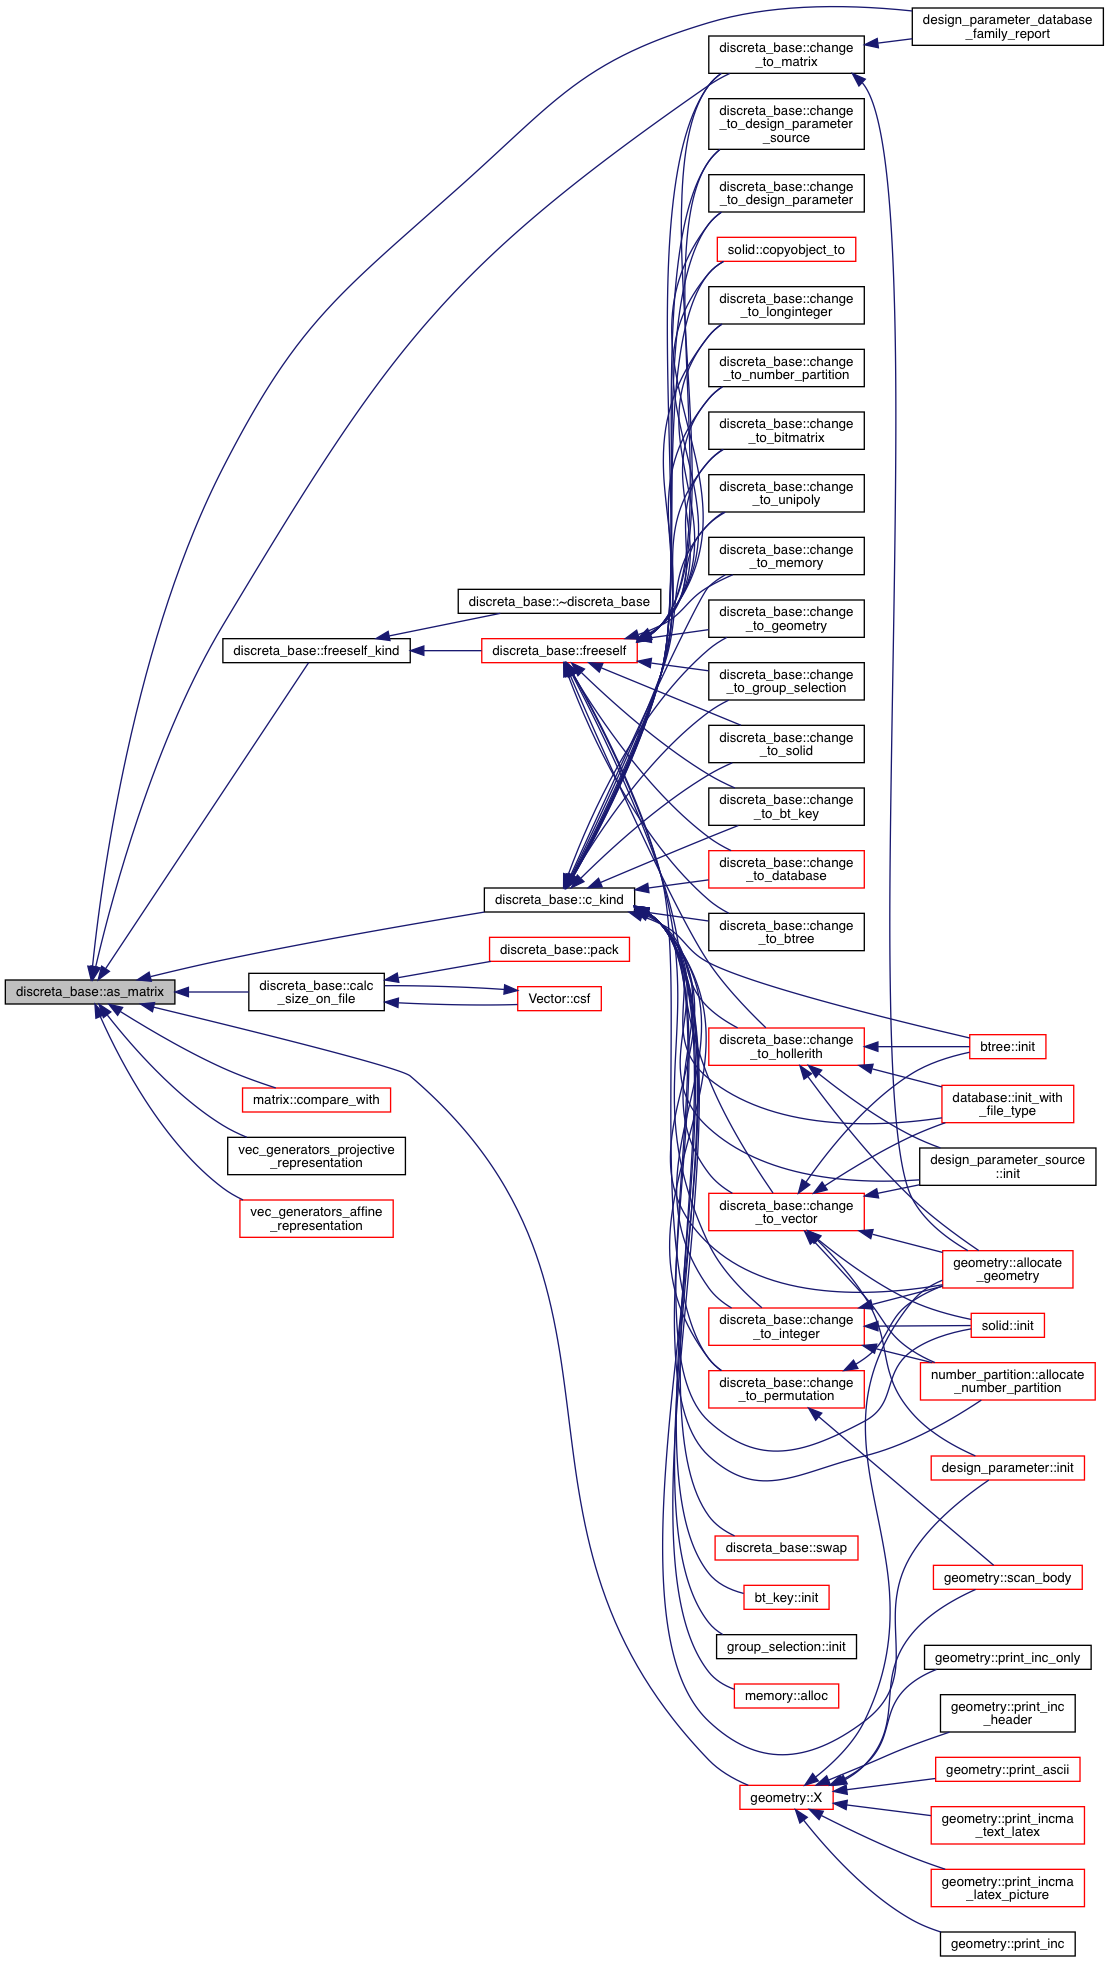 design_parameter_database
_family_report
discreta_base::change
_to_matrix
discreta_base::change
_to_design_parameter
_source
discreta_base::change
_to_design_parameter
solid::copyobject_to
discreta_base::change
_to_longinteger
discreta_base::change
_to_number_partition
discreta_base::change
_to_bitmatrix
discreta_base::change
_to_unipoly
discreta_base::change
_to_memory
discreta_base::~discreta_base
discreta_base::change
_to_geometry
discreta_base::freeself_kind
discreta_base::freeself
discreta_base::change
_to_group_selection
discreta_base::change
_to_solid
discreta_base::change
_to_bt_key
discreta_base::change
_to_database
discreta_base::c_kind
discreta_base::change
_to_btree
discreta_base::pack
discreta_base::as_matrix
discreta_base::calc
_size_on_file
Vector::csf
discreta_base::change
_to_hollerith
btree::init
matrix::compare_with
database::init_with
_file_type
vec_generators_projective
_representation
design_parameter_source
::init
vec_generators_affine
_representation
discreta_base::change
_to_vector
geometry::allocate
_geometry
discreta_base::change
_to_integer
solid::init
discreta_base::change
_to_permutation
number_partition::allocate
_number_partition
design_parameter::init
discreta_base::swap
geometry::scan_body
bt_key::init
group_selection::init
geometry::print_inc_only
memory::alloc
geometry::print_inc
_header
geometry::print_ascii
geometry::X
geometry::print_incma
_text_latex
geometry::print_incma
_latex_picture
geometry::print_inc